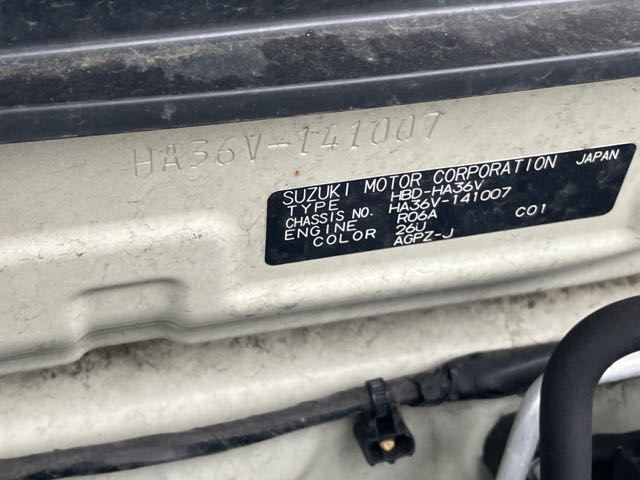 HA36V-141007
SUZUKI MOTOR CORPORATION JAPAN
TYPE HBD-HA36V
CHASSIS NO. HA36V-141007
ENGINE R06A
COLOR 26U C01
AGPZ-J